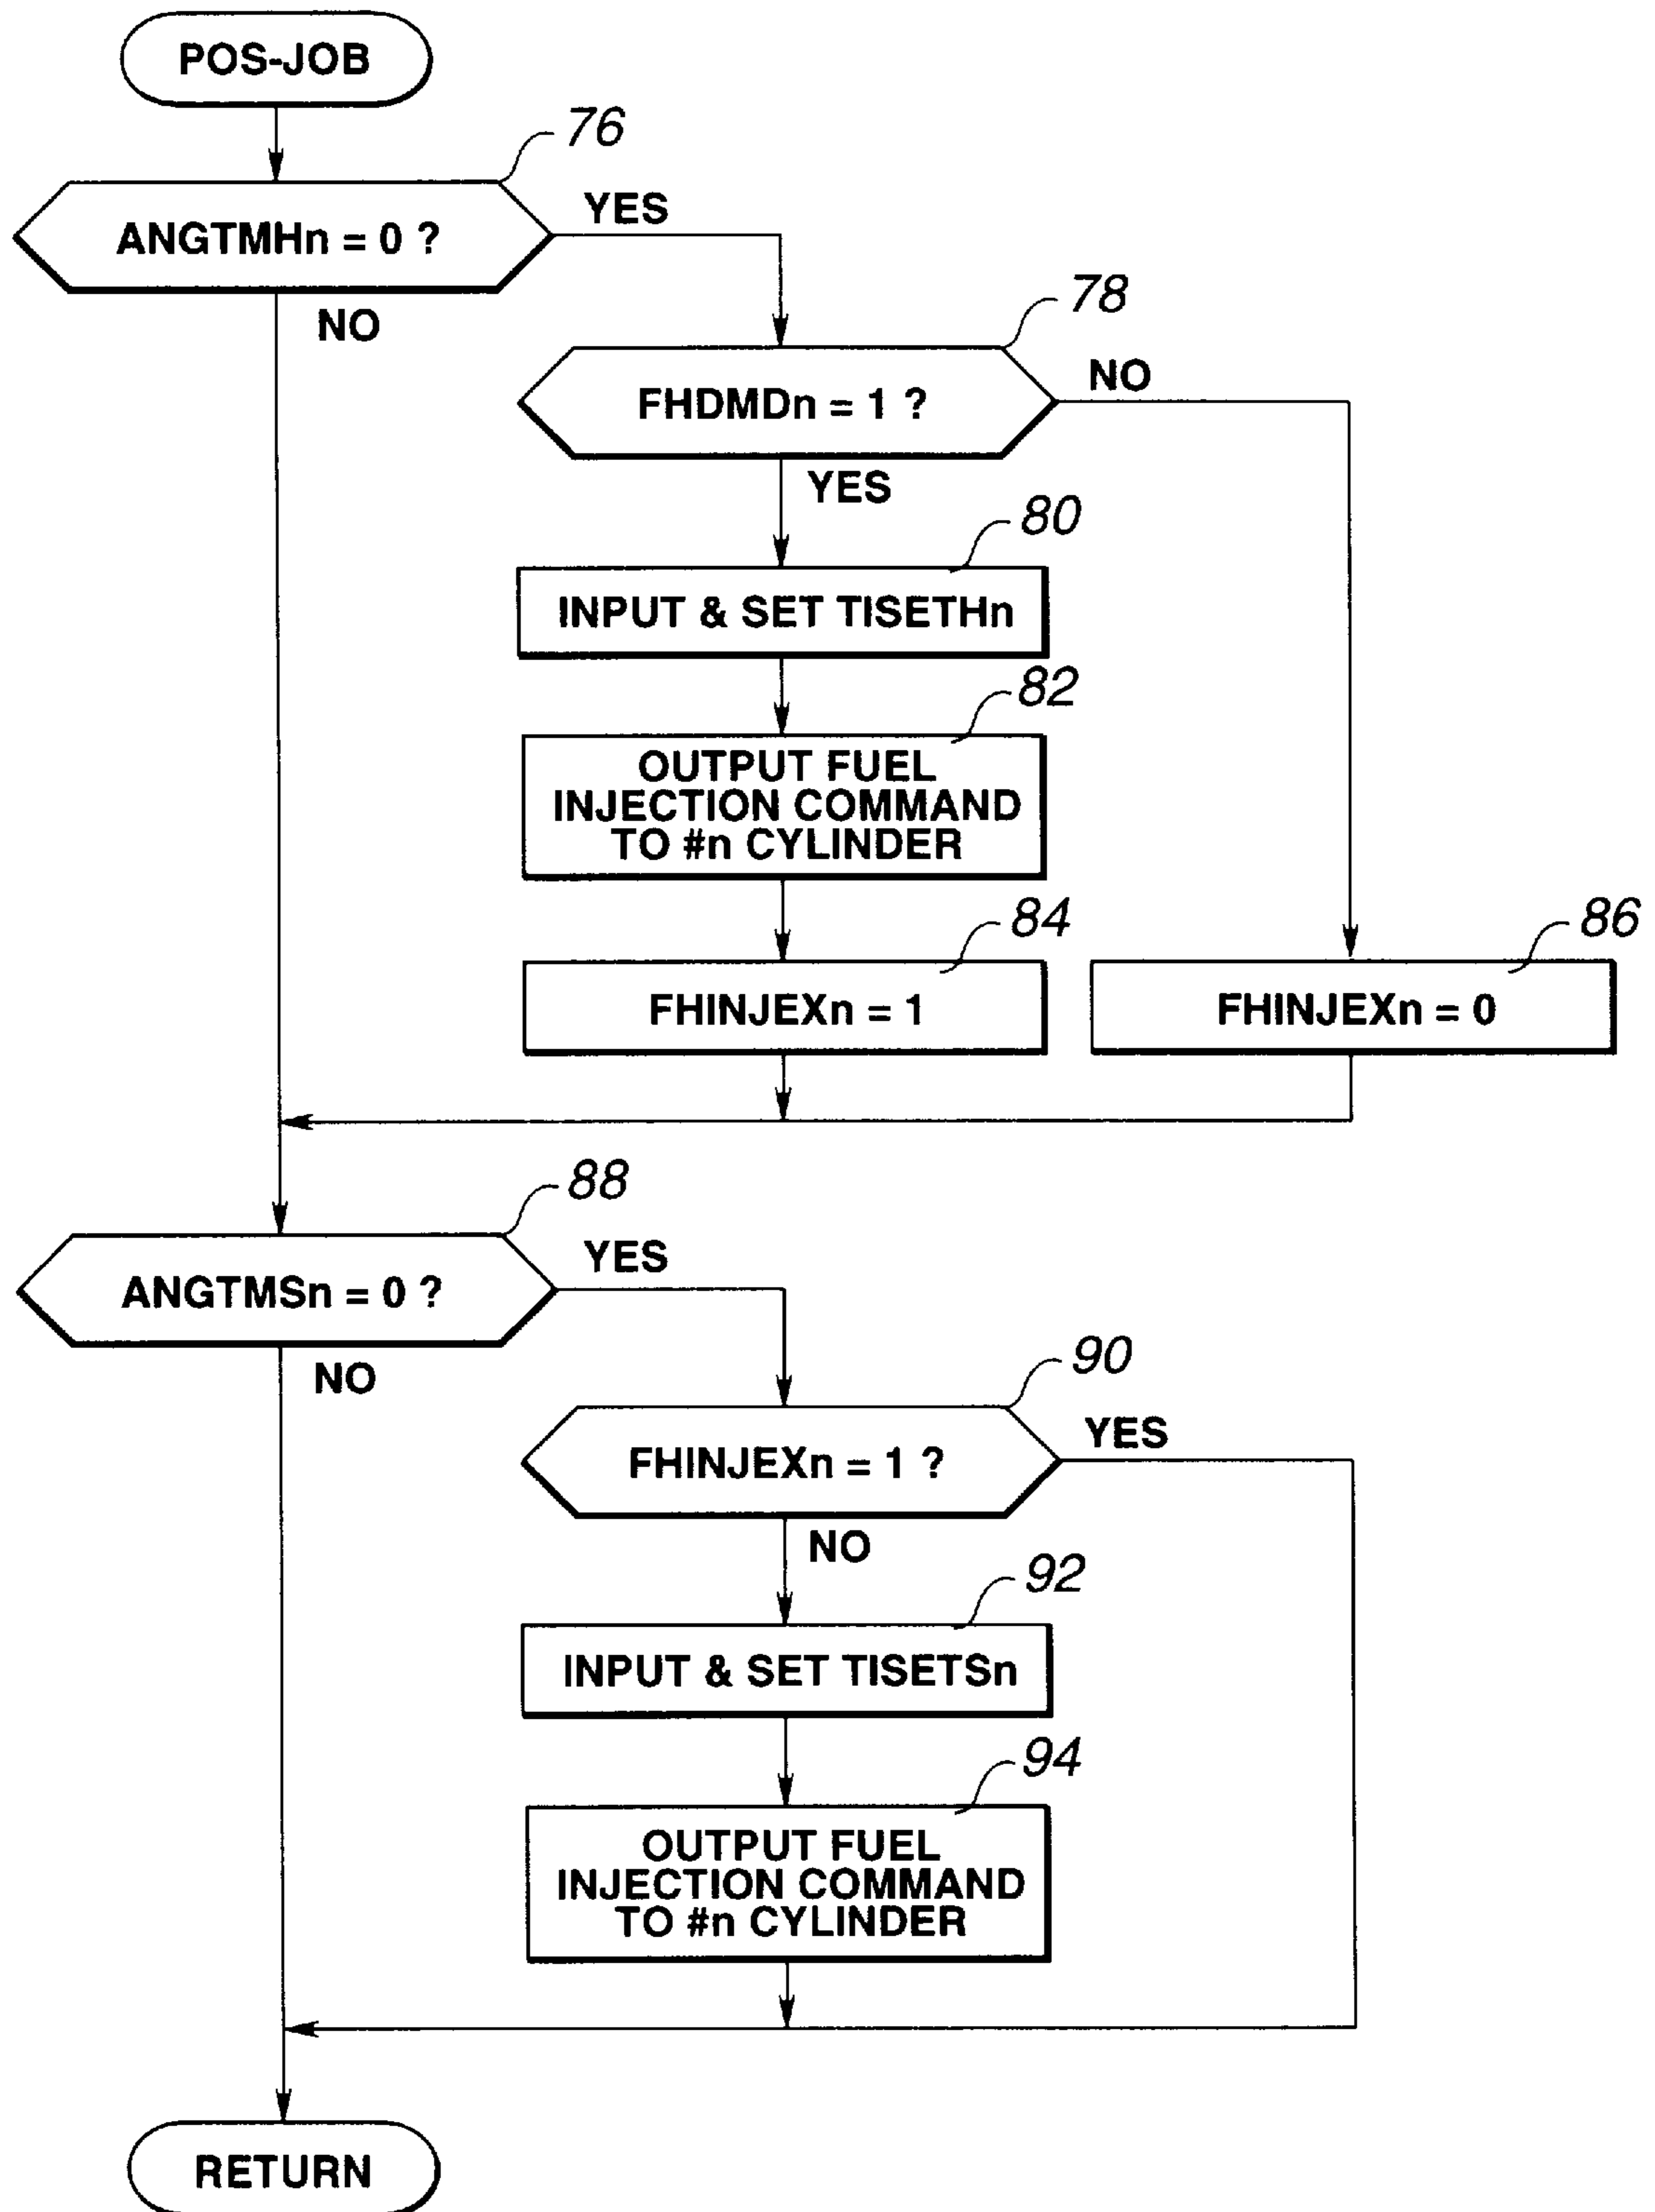 POS-JOB
76
ANGTMHn = 0 ?
YES
NO
78
FHDMDn = 1 ?
NO
YES
80
INPUT & SET TISETHn
82
OUTPUT FUEL
INJECTION COMMAND
TO #n CYLINDER
84
FHINJEXn = 1
86
FHINJEXn = 0
88
ANGTMSn = 0 ?
YES
NO
90
FHINJEXn = 1 ?
YES
NO
92
INPUT & SET TISETSn
94
OUTPUT FUEL
INJECTION COMMAND
TO #n CYLINDER
RETURN